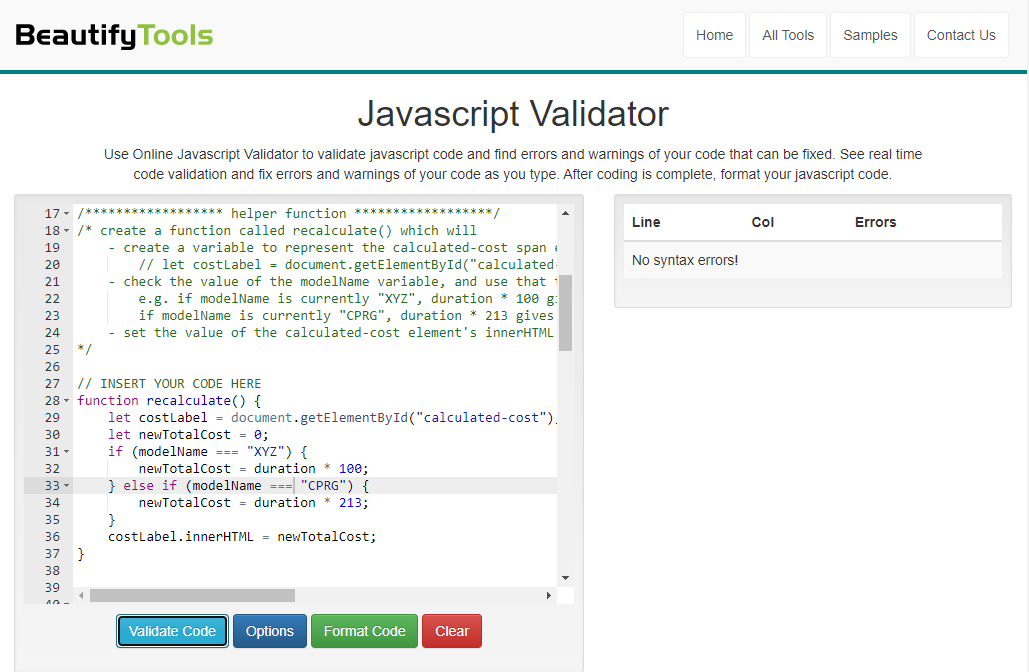 BeautifyTools
Home All Tools Samples Contact Us
Javascript Validator
Use Online Javascript Validator to validate javascript code and find errors and warnings of your code that can be fixed. See real time
code validation and fix errors and warnings of your code as you type. After coding is complete, format your javascript code.
17 /****************** helper function ******************/
18 /* create a function called recalculate() which will
19 - create a variable to represent the calculated-cost span
20 // let costLabel = document.getElementById("calculated-
21 - check the value of the modelName variable, and use that
22 e.g. if modelName is currently "XYZ", duration * 100
23 if modelName is currently "CPRG", duration * 213 gives
24 - set the value of the calculated-cost element's innerHTML
25 */
26
27 // INSERT YOUR CODE HERE
28 function recalculate() {
29 let costLabel = document.getElementById("calculated-cost")
30 let newTotalCost = 0;
31 if (modelName === "XYZ") {
32 newTotalCost = duration * 100;
33 } else if (modelName === "CPRG") {
34 newTotalCost = duration * 213;
35 }
36 costLabel.innerHTML = newTotalCost;
37 }
38
39
Line Col Errors
No syntax errors!
Validate Code Options Format Code Clear